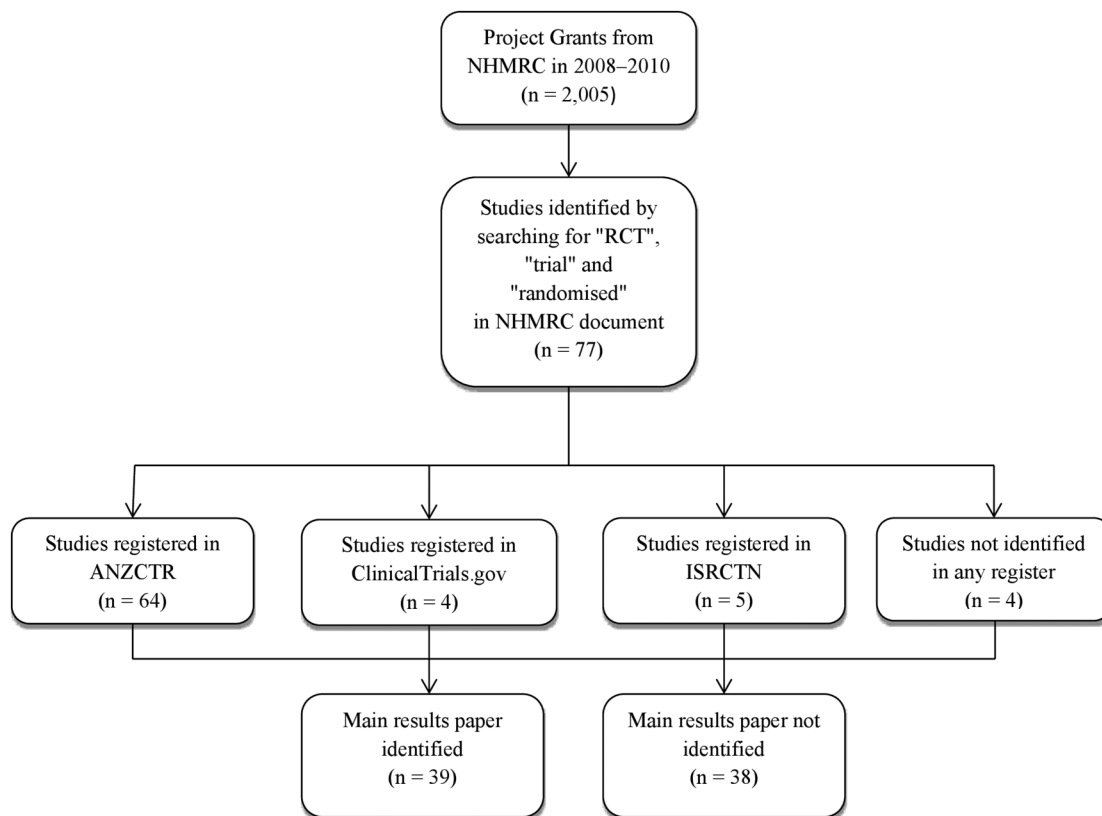 Project Grants from
NHMRC in 2008–2010
(n = 2,005)
Studies identified by
searching for "RCT",
"trial" and
"randomised"
in NHMRC document
(n = 77)
Studies registered in
ANZCTR
(n = 64)
Studies registered in
ClinicalTrials.gov
(n = 4)
Studies registered in
ISRCTN
(n = 5)
Studies not identified
in any register
(n = 4)
Main results paper
identified
(n = 39)
Main results paper not
identified
(n = 38)